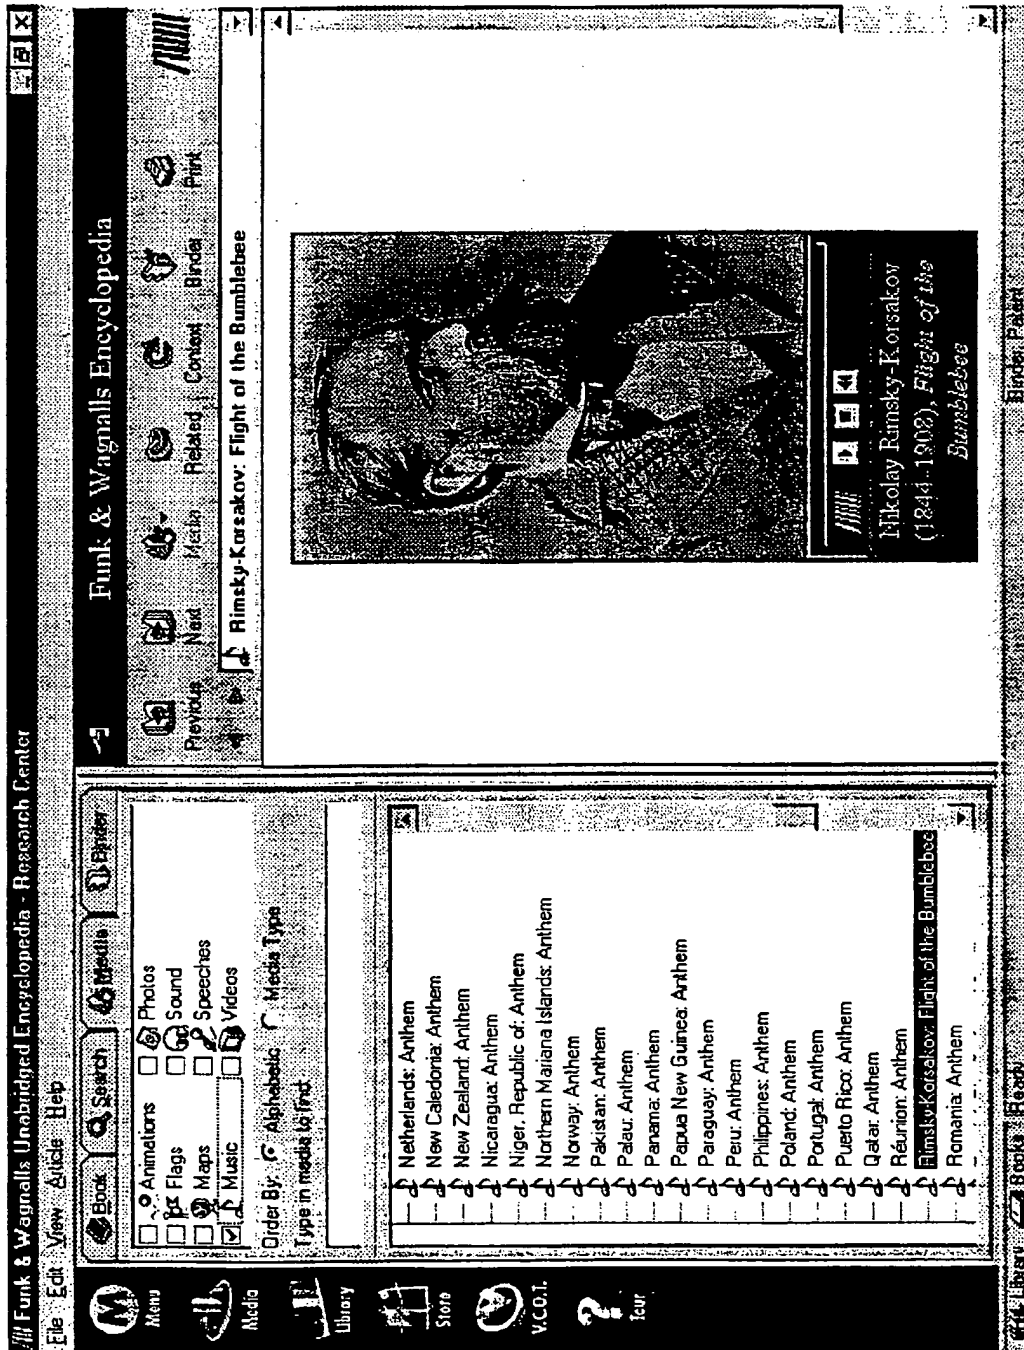 Funk & Wagnalls Unabridged Encyclopedia - Research Center
File Edit View Article Help
Menu
Media
Library
Store
V.C.O.T.
Tour
Book Search Media Binder
Animations Photos
Flags Sound
Maps Speeches
Music Videos
Order By: Alphabetic Media Type
Type in media to find:
Netherlands: Anthem
New Caledonia: Anthem
New Zealand: Anthem
Nicaragua: Anthem
Niger, Republic of: Anthem
Northern Mariana Islands: Anthem
Norway: Anthem
Pakistan: Anthem
Palau: Anthem
Panama: Anthem
Papua New Guinea: Anthem
Paraguay: Anthem
Peru: Anthem
Philippines: Anthem
Poland: Anthem
Portugal: Anthem
Puerto Rico: Anthem
Qatar: Anthem
Réunion: Anthem
Rimsky-Korsakov: Flight of the Bumblebee
Romania: Anthem
Funk & Wagnalls Encyclopedia
Previous Next Media Related Context Binder Print
Rimsky-Korsakov: Flight of the Bumblebee
Nikolay Rimsky-Korsakov
(1844-1908), Flight of the
Bumblebee
Library Books Ready Binder: Patent